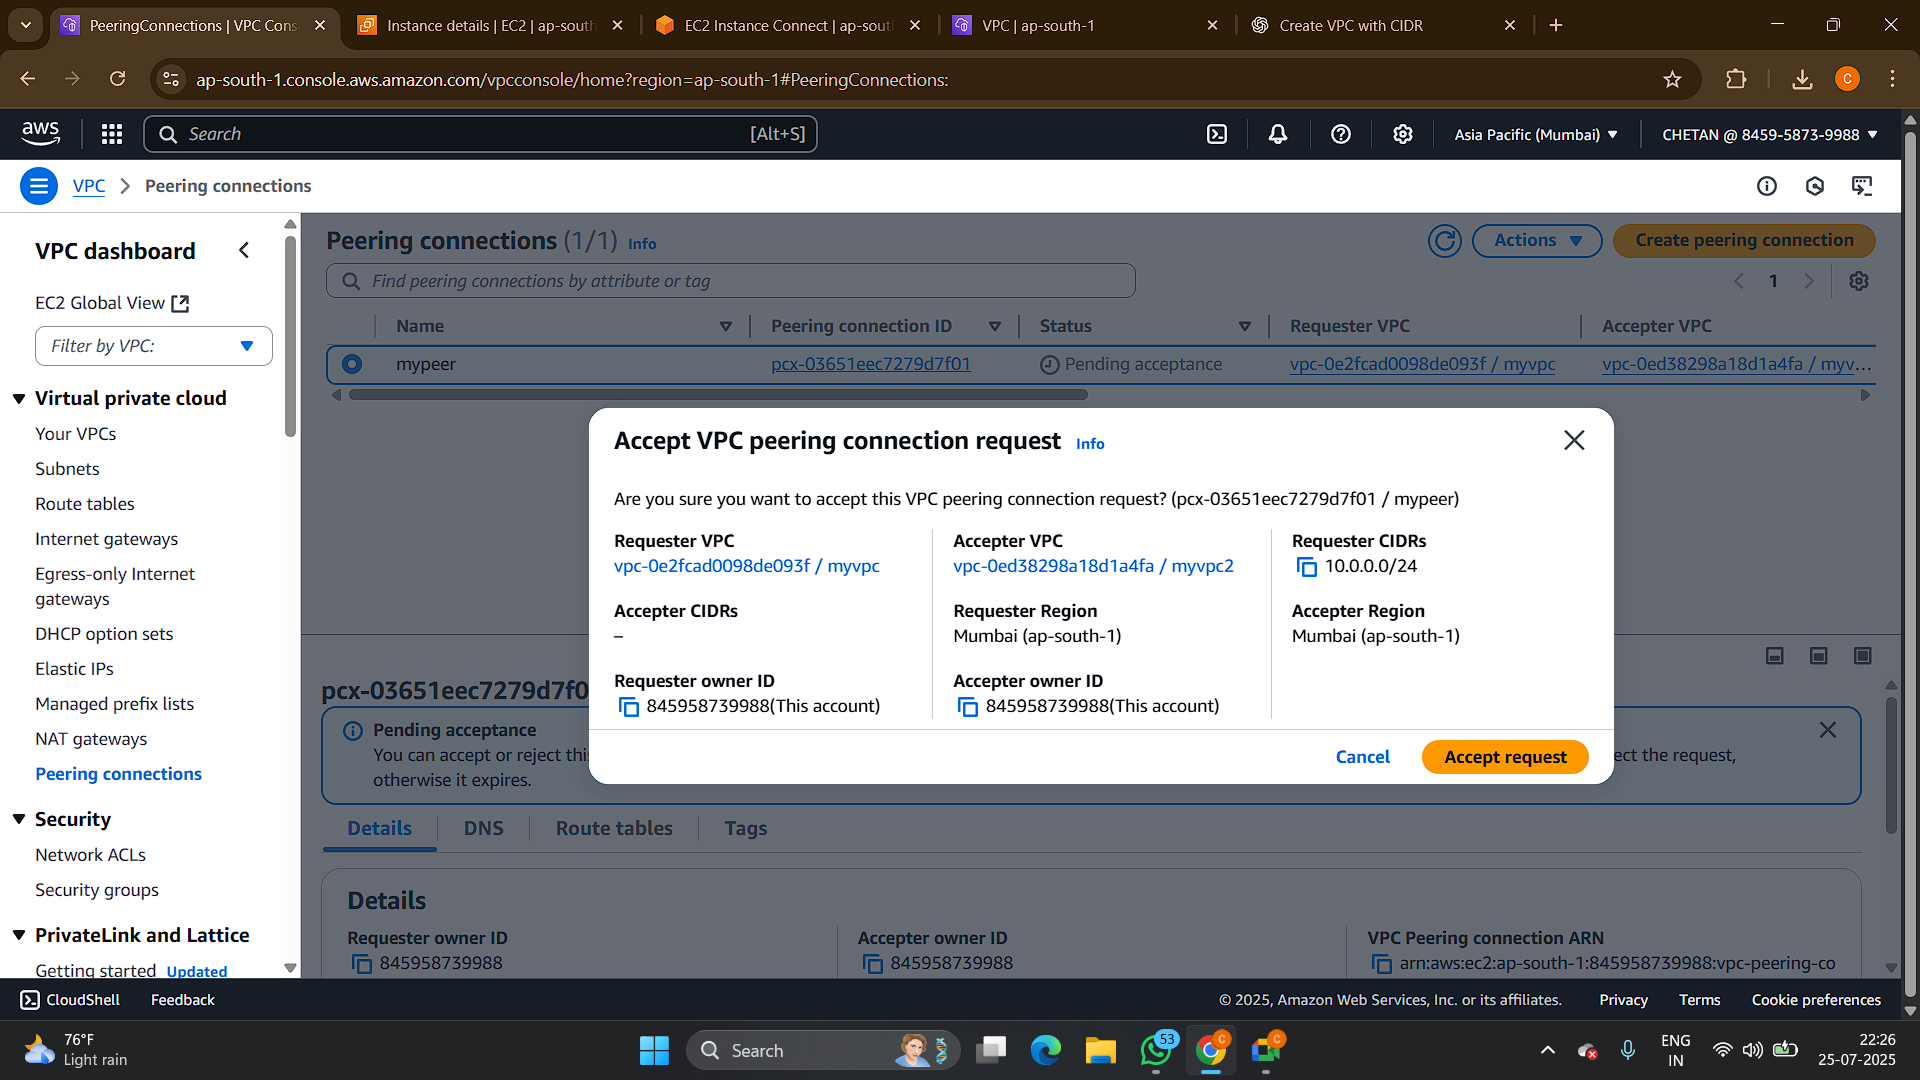 PeeringConnections | VPC Cons
Instance details | EC2 | ap-south
EC2 Instance Connect | ap-sout
VPC | ap-south-1
Create VPC with CIDR
ap-south-1.console.aws.amazon.com/vpcconsole/home?region=ap-south-1#PeeringConnections:
C
aws
Search
[Alt+S]
Asia Pacific (Mumbai)
CHETAN @ 8459-5873-9988
VPC
Peering connections
VPC dashboard
EC2 Global View
Filter by VPC:
Virtual private cloud
Your VPCs
Subnets
Route tables
Internet gateways
Egress-only Internet
gateways
DHCP option sets
Elastic IPs
Managed prefix lists
NAT gateways
Peering connections
Security
Network ACLs
Security groups
PrivateLink and Lattice
Getting started Updated
Peering connections (1/1) Info
Actions
Create peering connection
Find peering connections by attribute or tag
1
Name
Peering connection ID
Status
Requester VPC
Accepter VPC
mypeer
pcx-03651eec7279d7f01
Pending acceptance
vpc-0e2fcad0098de093f / myvpc
vpc-0ed38298a18d1a4fa / myv…
Accept VPC peering connection request Info
Are you sure you want to accept this VPC peering connection request? (pcx-03651eec7279d7f01 / mypeer)
Requester VPC
vpc-0e2fcad0098de093f / myvpc
Accepter VPC
vpc-0ed38298a18d1a4fa / myvpc2
Requester CIDRs
10.0.0.0/24
Accepter CIDRs
–
Requester Region
Mumbai (ap-south-1)
Accepter Region
Mumbai (ap-south-1)
Requester owner ID
845958739988(This account)
Accepter owner ID
845958739988(This account)
Cancel
Accept request
pcx-03651eec7279d7f0
Pending acceptance
You can accept or reject thi
ect the request,
otherwise it expires.
Details
DNS
Route tables
Tags
Details
Requester owner ID
845958739988
Accepter owner ID
845958739988
VPC Peering connection ARN
arn:aws:ec2:ap-south-1:845958739988:vpc-peering-co
CloudShell
Feedback
© 2025, Amazon Web Services, Inc. or its affiliates.
Privacy
Terms
Cookie preferences
76°F
Light rain
Search
53
C
C
ENG
IN
22:26
25-07-2025